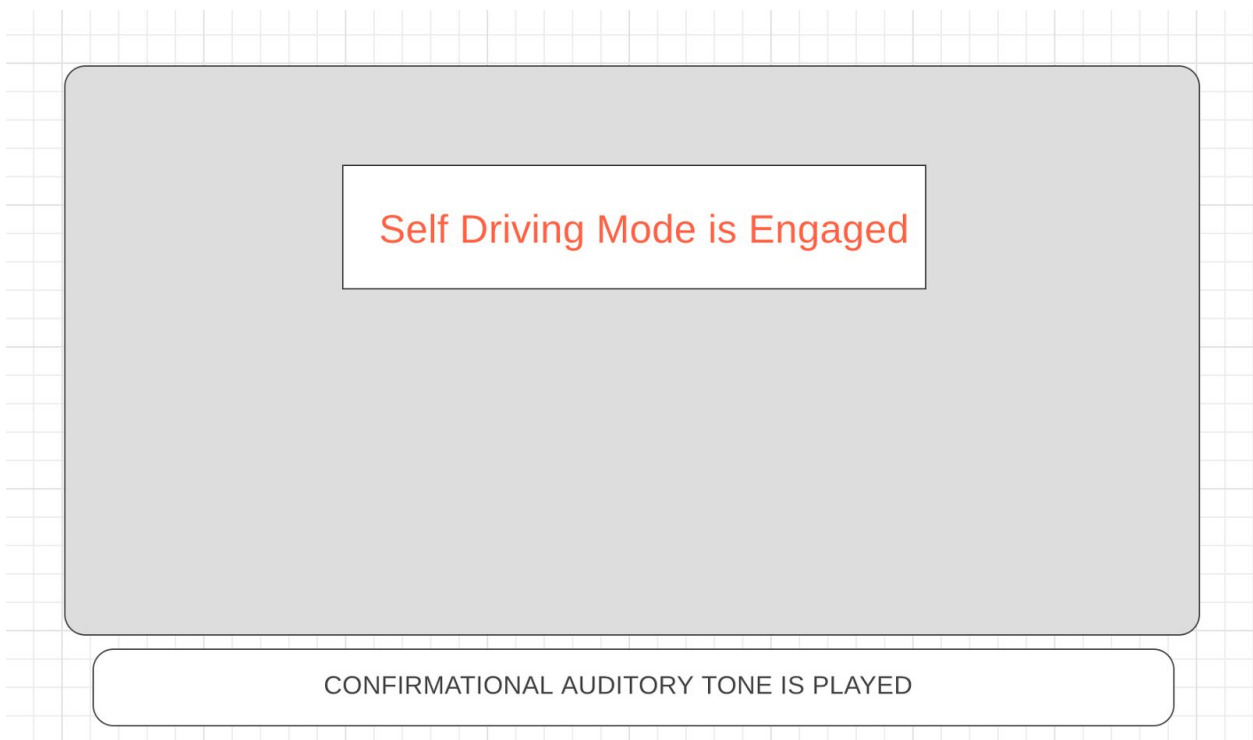 Self Driving Mode is Engaged
CONFIRMATIONAL AUDITORY TONE IS PLAYED